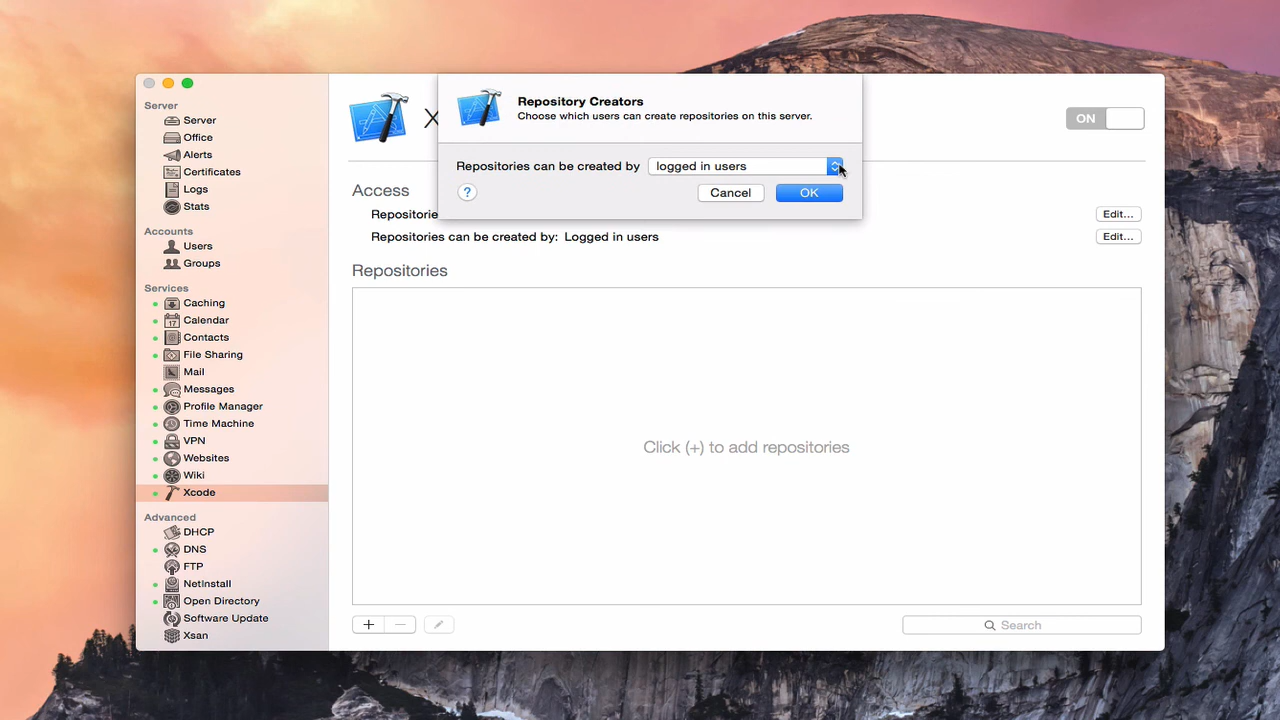 Server
Server
Office
Alerts
Certificates
Logs
Stats
Accounts
Users
Groups
Services
Caching
17
Calendar
Contacts
File Sharing
Mail
Messages
Profile Manager
Time Machine
VPN
Websites
Wiki
Xcode
Advanced
DHCP
DNS
FTP
NetInstall
Open Directory
Software Update
Xsan
X
ON
Repository Creators
Choose which users can create repositories on this server.
Repositories can be created by logged in users
? Cancel OK
Access
Repositorie Edit...
Repositories can be created by: Logged in users Edit...
Repositories
Click (+) to add repositories
+ −
Search